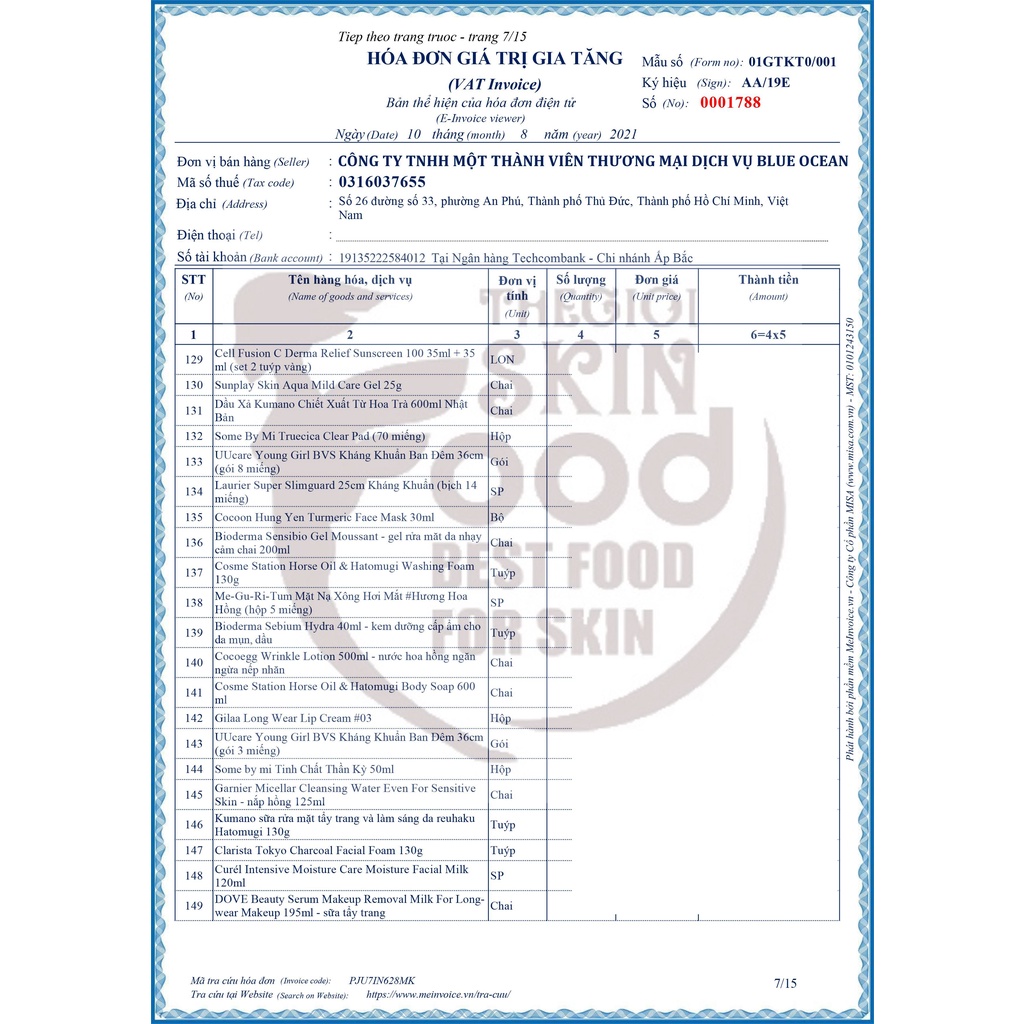 Tiep theo trang truoc - trang 7/15
HÓA ĐƠN GIÁ TRỊ GIA TĂNG
(VAT Invoice)
Bản thể hiện của hóa đơn điện tử
(E-Invoice viewer)
Ngày (Date) 10 tháng (month) 8 năm (year) 2021
Mẫu số (Form no): 01GTKT0/001
Ký hiệu (Sign): AA/19E
Số (No): 0001788
Đơn vị bán hàng (Seller) : CÔNG TY TNHH MỘT THÀNH VIÊN THƯƠNG MẠI DỊCH VỤ BLUE OCEAN
Mã số thuế (Tax code) : 0316037655
Địa chỉ (Address) : Số 26 đường số 33, phường An Phú, Thành phố Thủ Đức, Thành phố Hồ Chí Minh, Việt
Nam
Điện thoại (Tel) :
Số tài khoản (Bank account) : 19135222584012 Tại Ngân hàng Techcombank - Chi nhánh Ấp Bắc
STT Tên hàng hóa, dịch vụ Đơn vị Số lượng Đơn giá Thành tiền
(No) (Name of goods and services) tính (Quantity) (Unit price) (Amount)
(Unit)
1 2 3 4 5 6=4x5
129 Cell Fusion C Derma Relief Sunscreen 100 35ml + 35 LON
ml (set 2 tuýp vàng)
130 Sunplay Skin Aqua Mild Care Gel 25g Chai
131 Dầu Xả Kumano Chiết Xuất Từ Hoa Trà 600ml Nhật Chai
Bản
132 Some By Mi Truecica Clear Pad (70 miếng) Hộp
133 UUcare Young Girl BVS Kháng Khuẩn Ban Đêm 36cm Gói
(gói 8 miếng)
134 Laurier Super Slimguard 25cm Kháng Khuẩn (bịch 14 SP
miếng)
135 Cocoon Hung Yen Turmeric Face Mask 30ml Bộ
136 Bioderma Sensibio Gel Moussant - gel rửa mặt da nhạy Chai
cảm chai 200ml
137 Cosme Station Horse Oil & Hatomugi Washing Foam Tuýp
130g
138 Me-Gu-Ri-Tum Mặt Nạ Xông Hơi Mắt #Hương Hoa SP
Hồng (hộp 5 miếng)
139 Bioderma Sebium Hydra 40ml - kem dưỡng cấp ẩm cho Tuýp
da mụn, dầu
140 Cocoegg Wrinkle Lotion 500ml - nước hoa hồng ngăn Chai
ngừa nếp nhăn
141 Cosme Station Horse Oil & Hatomugi Body Soap 600 Chai
ml
142 Gilaa Long Wear Lip Cream #03 Hộp
143 UUcare Young Girl BVS Kháng Khuẩn Ban Đêm 36cm Gói
(gói 3 miếng)
144 Some by mi Tinh Chất Thần Kỳ 50ml Hộp
145 Garnier Micellar Cleansing Water Even For Sensitive Chai
Skin - nắp hồng 125ml
146 Kumano sữa rửa mặt tẩy trang và làm sáng da reuhaku Tuýp
Hatomugi 130g
147 Clarista Tokyo Charcoal Facial Foam 130g Tuýp
148 Curél Intensive Moisture Care Moisture Facial Milk SP
120ml
149 DOVE Beauty Serum Makeup Removal Milk For Long- Chai
wear Makeup 195ml - sữa tẩy trang
THEGIOI
SKIN
Food
BEST FOOD
FOR SKIN
Phát hành bởi phần mềm MeInvoice.vn - Công ty Cổ phần MISA (www.misa.com.vn) - MST: 0101243150
Mã tra cứu hóa đơn (Invoice code): PJU7IN628MK
Tra cứu tại Website (Search on Website): https://www.meinvoice.vn/tra-cuu/
7/15